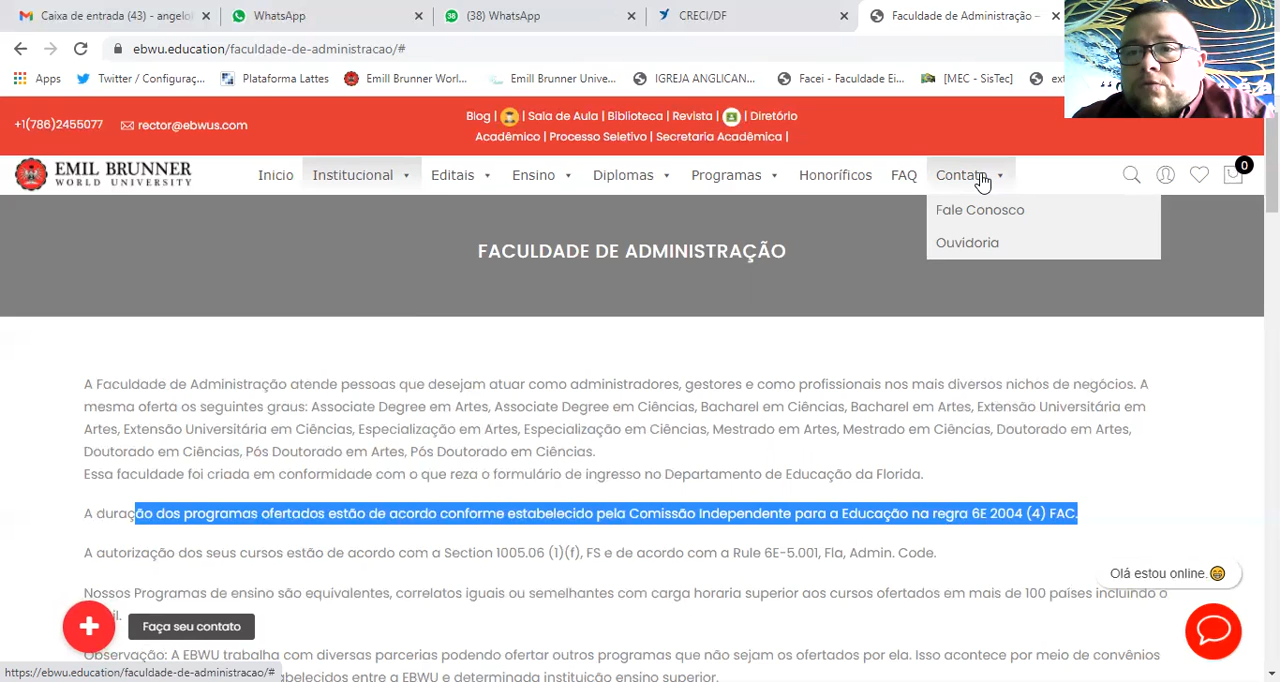 Caixa de entrada (43) - angelo
WhatsApp
(38) WhatsApp
CRECI/DF
Faculdade de Administração –
ebwu.education/faculdade-de-administracao/#
Apps
Twitter / Configuraç...
Plataforma Lattes
Emill Brunner Worl...
Emill Brunner Unive...
IGREJA ANGLICAN...
Facei - Faculdade Ei...
[MEC - SisTec]
ext
+1(786)2455077
rector@ebwus.com
Blog | | Sala de Aula | Biblioteca | Revista | | Diretório
Acadêmico | Processo Seletivo | Secretaria Acadêmica |
EMIL BRUNNER
WORLD UNIVERSITY
Inicio
Institucional
Editais
Ensino
Diplomas
Programas
Honoríficos
FAQ
Contato
0
Fale Conosco
Ouvidoria
FACULDADE DE ADMINISTRAÇÃO
A Faculdade de Administração atende pessoas que desejam atuar como administradores, gestores e como profissionais nos mais diversos nichos de negócios. A
mesma oferta os seguintes graus: Associate Degree em Artes, Associate Degree em Ciências, Bacharel em Ciências, Bacharel em Artes, Extensão Universitária em
Artes, Extensão Universitária em Ciências, Especialização em Artes, Especialização em Ciências, Mestrado em Artes, Mestrado em Ciências, Doutorado em Artes,
Doutorado em Ciências, Pós Doutorado em Artes, Pós Doutorado em Ciências.
Essa faculdade foi criada em conformidade com o que reza o formulário de ingresso no Departamento de Educação da Florida.
A duração dos programas ofertados estão de acordo conforme estabelecido pela Comissão Independente para a Educação na regra 6E 2004 (4) FAC.
A autorização dos seus cursos estão de acordo com a Section 1005.06 (1)(f), FS e de acordo com a Rule 6E-5.001, Fla, Admin. Code.
Olá estou online.
Nossos Programas de ensino são equivalentes, correlatos iguais ou semelhantes com carga horaria superior aos cursos ofertados em mais de 100 países incluindo o
Faça seu contato
Observação: A EBWU trabalha com diversas parcerias podendo ofertar outros programas que não sejam os ofertados por ela. Isso acontece por meio de convênios
https://ebwu.education/faculdade-de-administracao/#
abelecidos entre a EBWU e determinada instituição ensino superior.